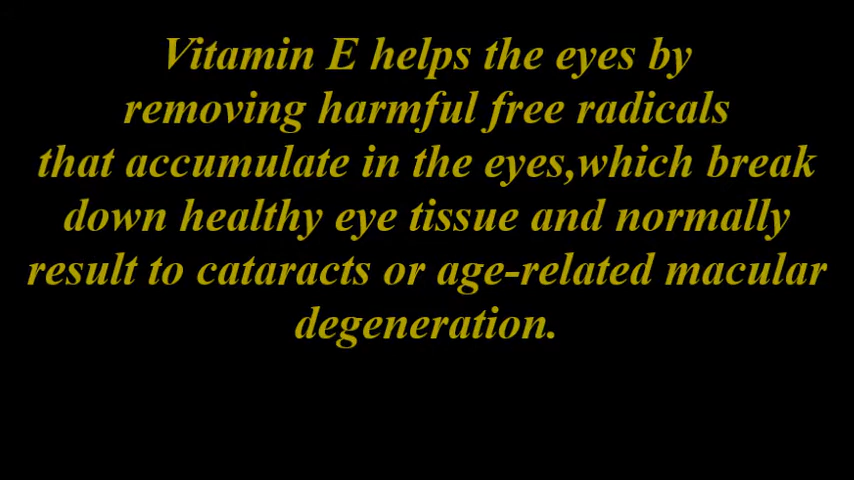 Vitamin E helps the eyes by
removing harmful free radicals
that accumulate in the eyes,which break
down healthy eye tissue and normally
result to cataracts or age-related macular
degeneration.